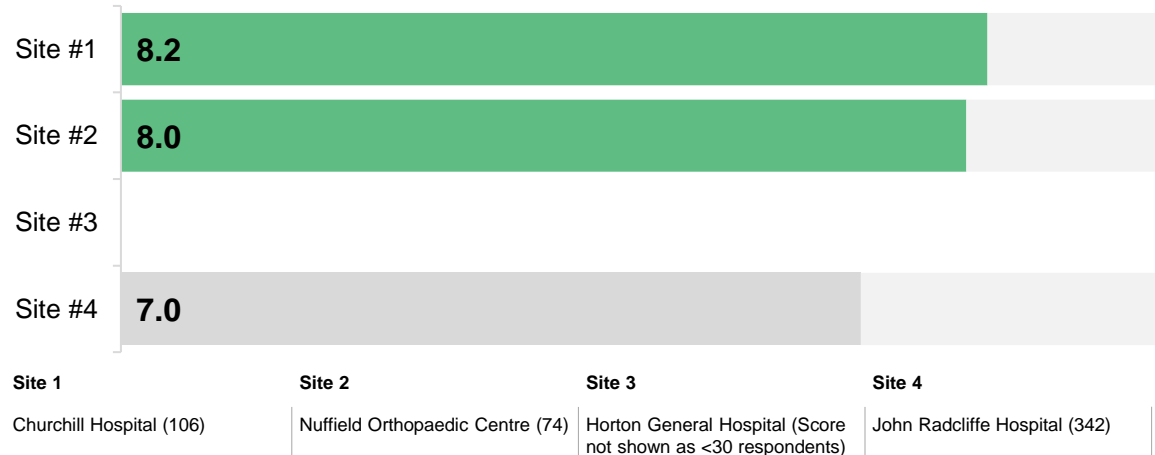 Site #1 8.2
Site #2 8.0
Site #3
Site #4 7.0
Site 1 Site 2 Site 3 Site 4
Churchill Hospital (106) Nuffield Orthopaedic Centre (74) Horton General Hospital (Score John Radcliffe Hospital (342)
not shown as <30 respondents)